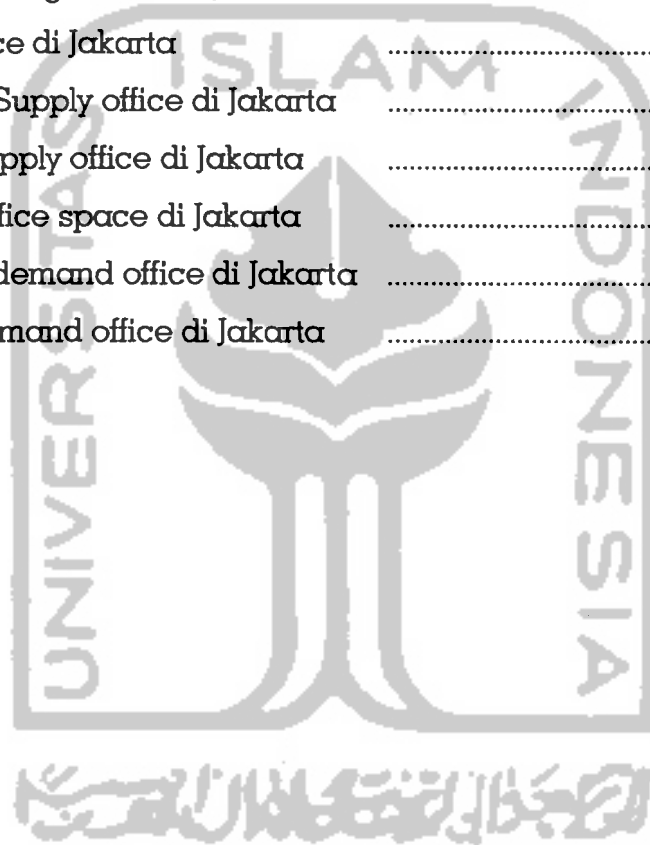 ce di Jakarta ........................................
Supply office di Jakarta ........................................
pply office di Jakarta ........................................
fice space di Jakarta ........................................
demand office di Jakarta ........................................
mand office di Jakarta ........................................
UNIVERSITAS
ISLAM
INDONESIA